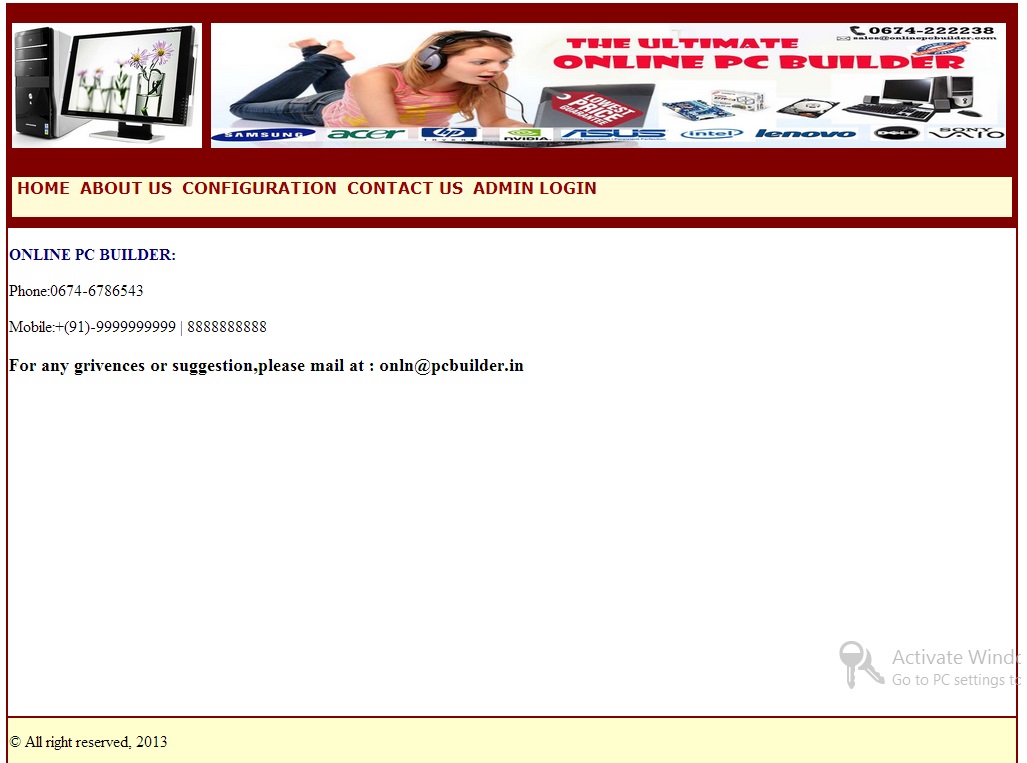 0674-222238
sales@onlinepcbuilder.com
THE ULTIMATE
ONLINE PC BUILDER
LOWEST
PRICE
GUARANTEE
SAMSUNG acer hp NVIDIA ASUS intel lenovo DELL SONY
VAIO
HOME ABOUT US CONFIGURATION CONTACT US ADMIN LOGIN
ONLINE PC BUILDER:
Phone:0674-6786543
Mobile:+(91)-9999999999 | 8888888888
For any grivences or suggestion,please mail at : onln@pcbuilder.in
Activate Windo
Go to PC settings to
© All right reserved, 2013